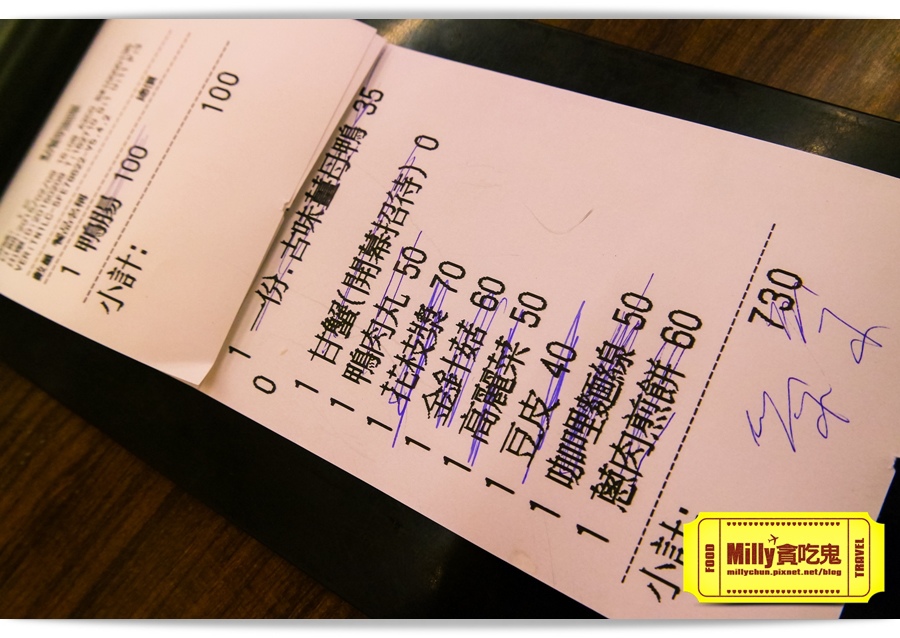 1 鴨腸 100
小計:
100
1 一份.古味薑母鴨 35
0
1 甘蟹(開幕招待) 0
1 鴨肉丸 50
1 花枝漿 70
1 金針菇 60
1 高麗菜 50
1 豆皮 40
1 咖哩麵線 50
1 蔥肉煎餅 60
小計:
730
FOOD
Milly貪吃鬼
millychun.pixnet.net/blog
TRAVEL